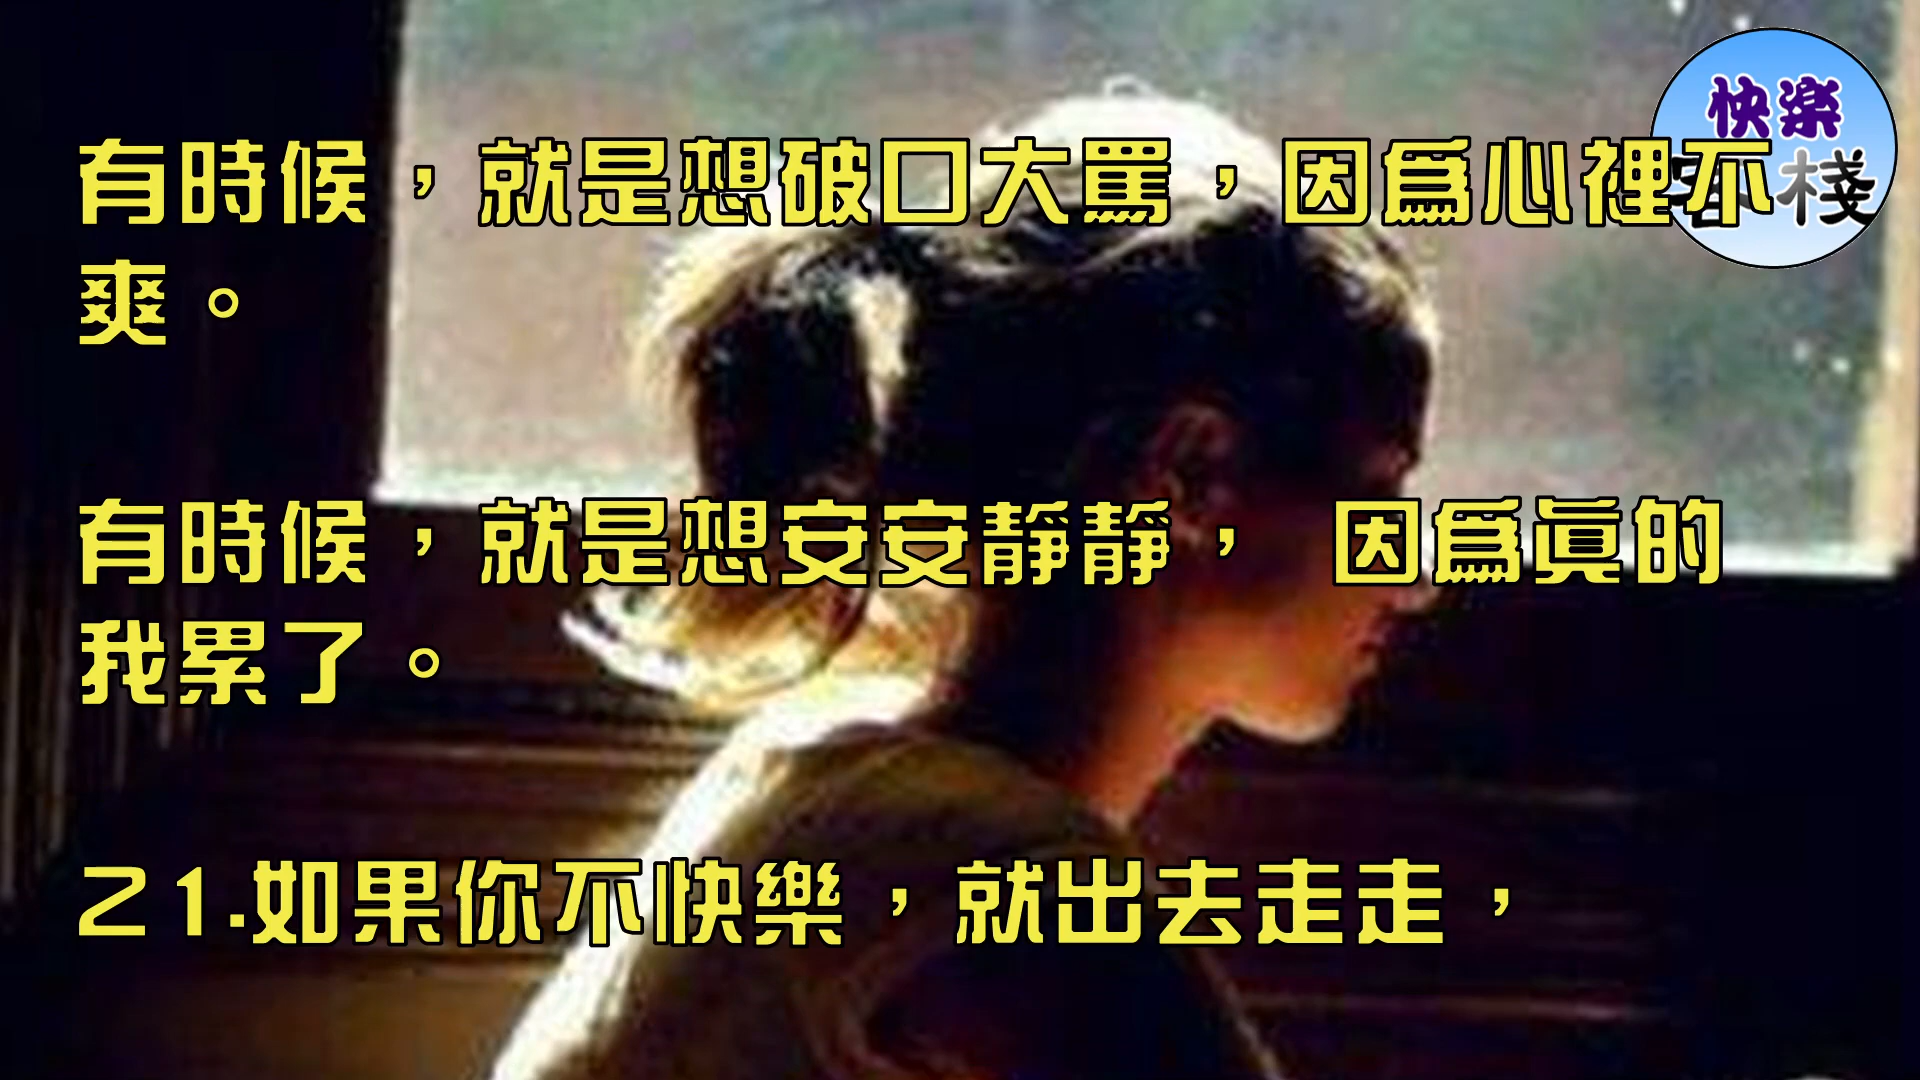 快樂
客棧
有時候，就是想破口大罵，因爲心裡不
爽。
有時候，就是想安安靜靜， 因爲眞的
我累了。
21.如果你不快樂，就出去走走，